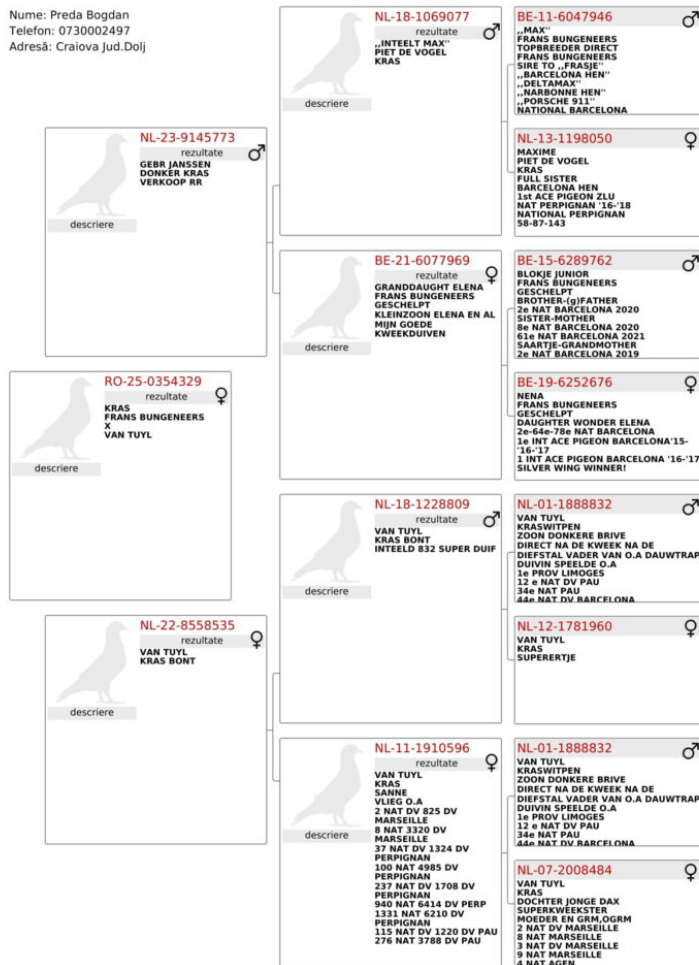 Nume: Preda Bogdan
Telefon: 0730002497
Adresă: Craiova Jud.Dolj
RO-25-0354329
rezultate
KRAS
FRANS BUNGENEERS
X
VAN TUYL
descriere
NL-23-9145773
rezultate
GEBR JANSSEN
DONKER KRAS
VERKOOP RR
descriere
NL-22-8558535
rezultate
VAN TUYL
KRAS BONT
descriere
NL-18-1069077
,,INTEELT MAX''
PIET DE VOGEL
KRAS
descriere
BE-21-6077969
rezultate
GRANDDAUGHT ELENA
FRANS BUNGENEERS
GESCHELPT
KLEINZOON ELENA EN AL
MIJN GOEDE
KWEEKDUIVEN
descriere
NL-18-1228809
rezultate
VAN TUYL
KRAS BONT
INTEELD 832 SUPER DUIF
descriere
NL-11-1910596
rezultate
VAN TUYL
KRAS
SANNE
VLIEG O.A
2 NAT DV 825 DV
MARSEILLE
8 NAT 3320 DV
MARSEILLE
37 NAT DV 1324 DV
PERPIGNAN
100 NAT 4985 DV
PERPIGNAN
237 NAT DV 1708 DV
PERPIGNAN
940 NAT 6414 DV PERP
1331 NAT 6210 DV
PERPIGNAN
115 NAT DV 1220 DV PAU
276 NAT 3788 DV PAU
descriere
BE-11-6047946
,,MAX''
FRANS BUNGENEERS
TOPBREEDER DIRECT
FRANS BUNGENEERS
SIRE TO ,,FRASJE''
,,BARCELONA HEN''
,,DELTAMAX''
,,NARBONNE HEN''
,,PORSCHE 911''
NATIONAL BARCELONA
NL-13-1198050
MAXIME
PIET DE VOGEL
KRAS
FULL SISTER
BARCELONA HEN
1st ACE PIGEON ZLU
NAT PERPIGNAN '16-'18
NATIONAL PERPIGNAN
58-87-143
BE-15-6289762
BLOKJE JUNIOR
FRANS BUNGENEERS
GESCHELPT
BROTHER-(g)FATHER
2e NAT BARCELONA 2020
SISTER-MOTHER
8e NAT BARCELONA 2020
61e NAT BARCELONA 2021
SAARTJE-GRANDMOTHER
2e NAT BARCELONA 2019
BE-19-6252676
NENA
FRANS BUNGENEERS
GESCHELPT
DAUGHTER WONDER ELENA
2e-64e-78e NAT BARCELONA
1e INT ACE PIGEON BARCELONA'15-
'16-'17
1 INT ACE PIGEON BARCELONA '16-'17
SILVER WING WINNER!
NL-01-1888832
VAN TUYL
KRASWITPEN
ZOON DONKERE BRIVE
DIRECT NA DE KWEEK NA DE
DIEFSTAL VADER VAN O.A DAUWTRAP
DUIVIN SPEELDE O.A
1e PROV LIMOGES
12 e NAT DV PAU
34e NAT PAU
44e NAT DV BARCELONA
NL-12-1781960
VAN TUYL
KRAS
SUPERERTJE
NL-01-1888832
VAN TUYL
KRASWITPEN
ZOON DONKERE BRIVE
DIRECT NA DE KWEEK NA DE
DIEFSTAL VADER VAN O.A DAUWTRAP
DUIVIN SPEELDE O.A
1e PROV LIMOGES
12 e NAT DV PAU
34e NAT PAU
44e NAT DV BARCELONA
NL-07-2008484
VAN TUYL
KRAS
DOCHTER JONGE DAX
SUPERKWEEKSTER
MOEDER EN GRM,OGRM
2 NAT DV MARSEILLE
8 NAT MARSEILLE
3 NAT DV MARSEILLE
9 NAT MARSEILLE
4 NAT AGEN